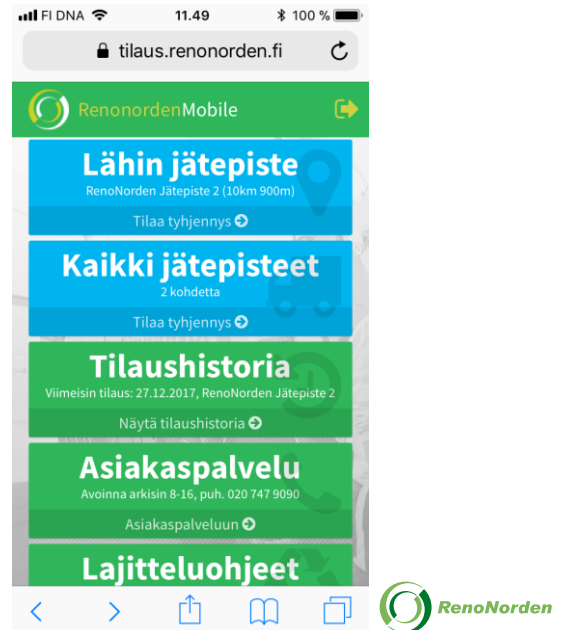 FI DNA 11.49 100 %
tilaus.renonorden.fi
RenonordenMobile
Lähin jätepiste
RenoNorden Jätepiste 2 (10km 900m)
Tilaa tyhjennys
Kaikki jätepisteet
2 kohdetta
Tilaa tyhjennys
Tilaushistoria
Viimeisin tilaus: 27.12.2017, RenoNorden Jätepiste 2
Näytä tilaushistoria
Asiakaspalvelu
Avoinna arkisin 8-16, puh. 020 747 9090
Asiakaspalveluun
Lajitteluohjeet
RenoNorden